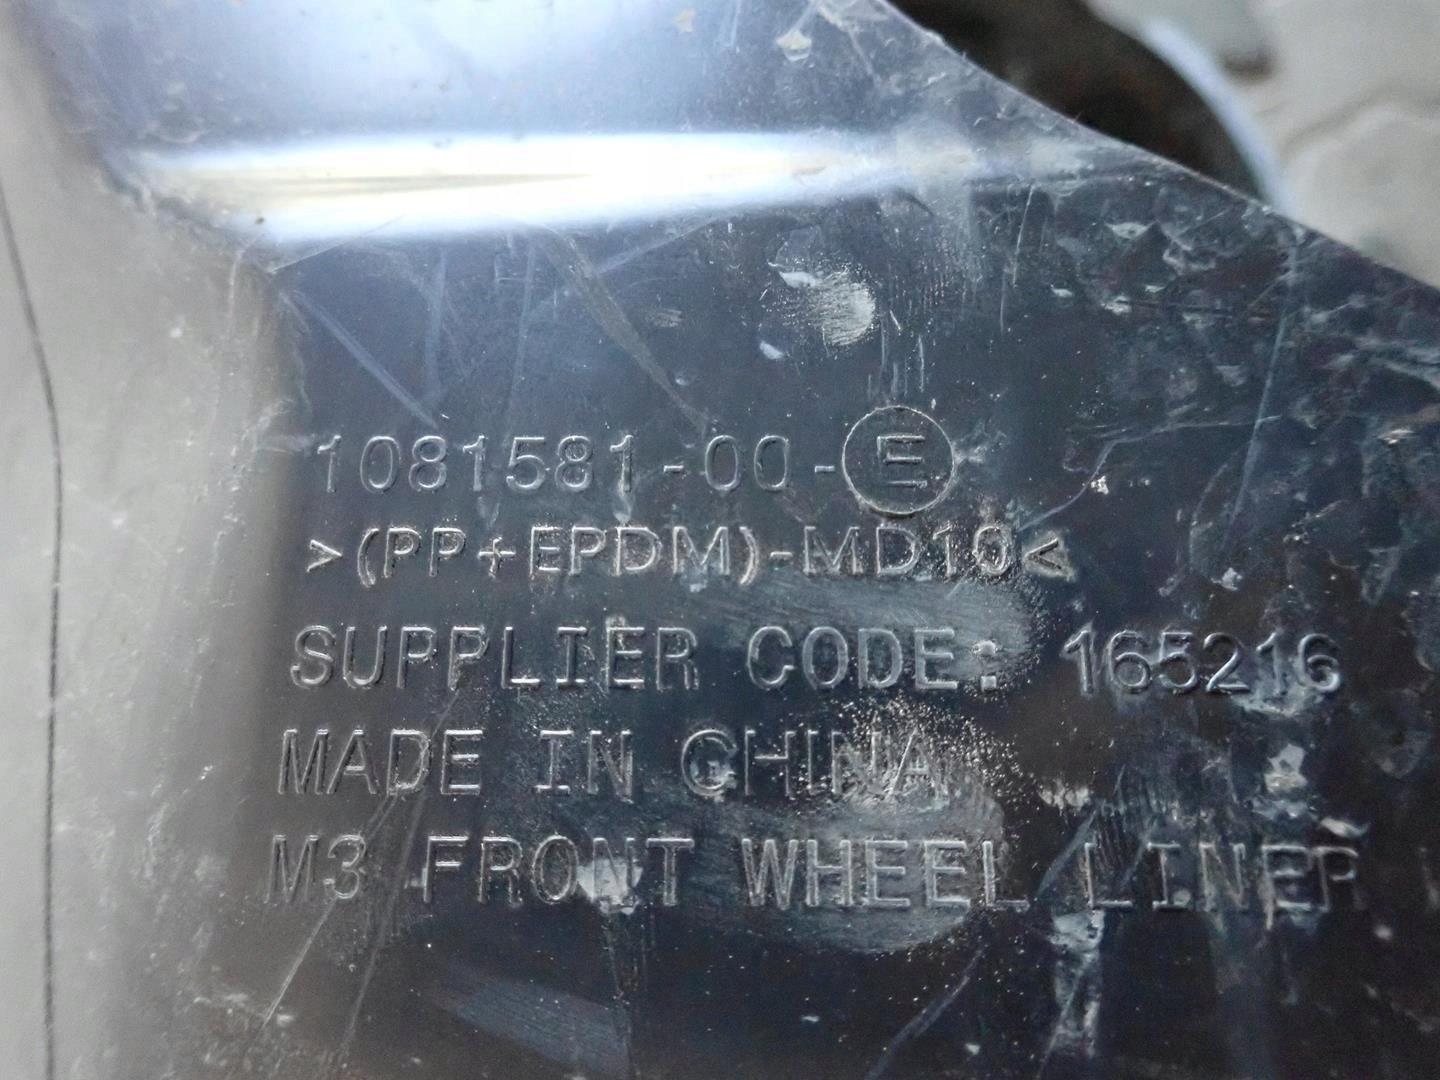 1081581-00-E
>(PP+EPDM)-MD10<
SUPPLIER CODE: 165216
MADE IN CHINA
M3 FRONT WHEEL LINER